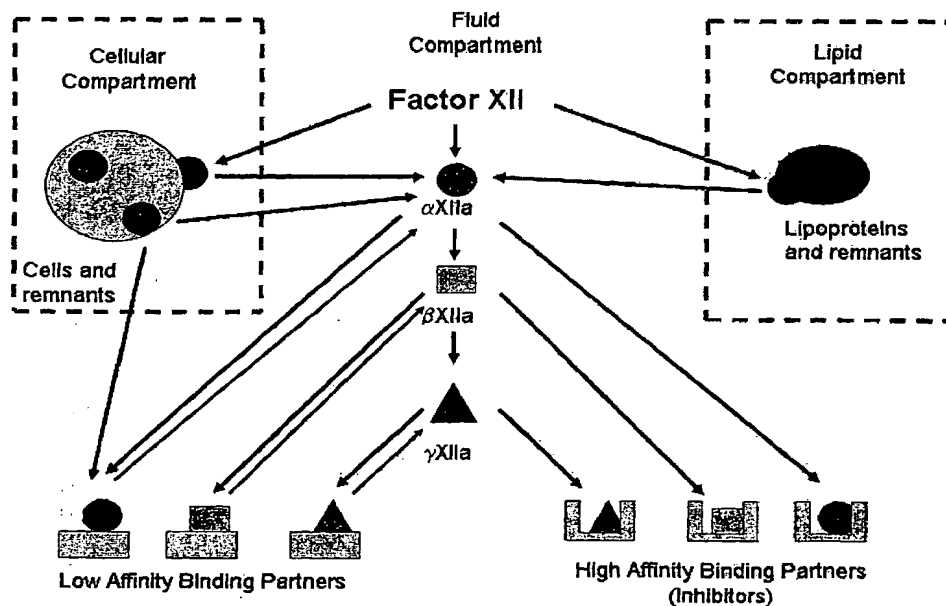 Fluid
Compartment
Cellular
Compartment
Lipid
Compartment
Factor XII
αXIIa
Lipoproteins
and remnants
Cells and
remnants
βXIIa
γXIIa
Low Affinity Binding Partners
High Affinity Binding Partners
(Inhibitors)